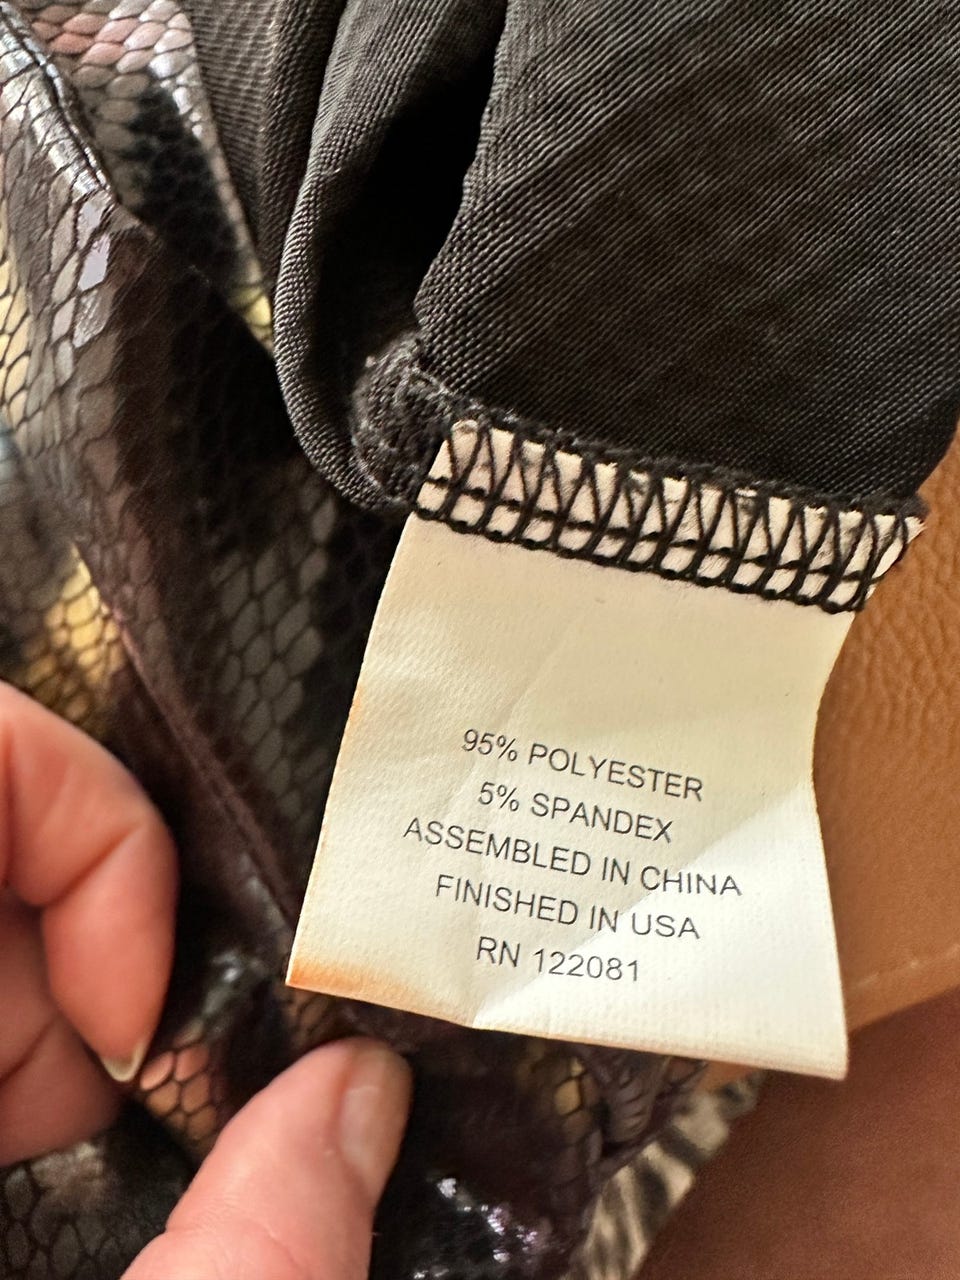 95% POLYESTER
5% SPANDEX
ASSEMBLED IN CHINA
FINISHED IN USA
RN 122081